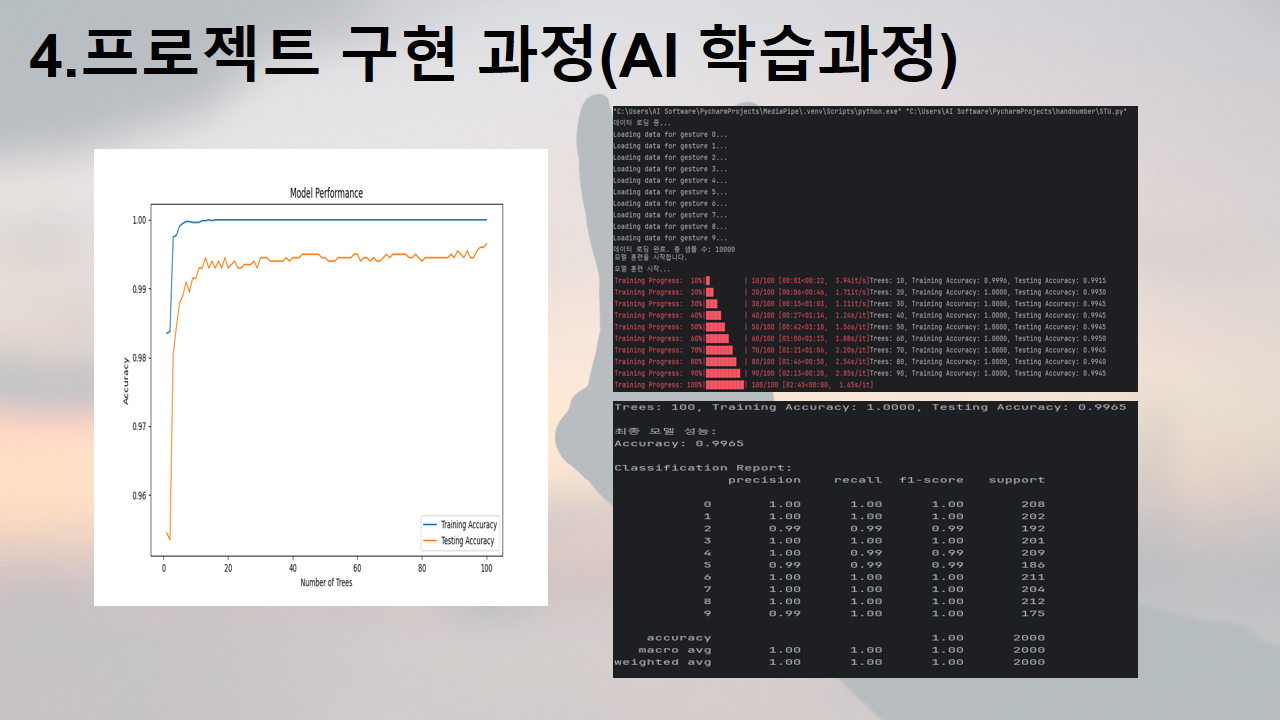 4.프로젝트 구현 과정(AI 학습과정)
Model Performance
1.00
0.99
0.98
0.97
0.96
Accuracy
0 20 40 60 80 100
Number of Trees
Training Accuracy
Testing Accuracy
"C:\Users\AI Software\PycharmProjects\MediaPipe\.venv\Scripts\python.exe" "C:\Users\AI Software\PycharmProjects\handnumber\STU.py"
데이터 로딩 중...
Loading data for gesture 0...
Loading data for gesture 1...
Loading data for gesture 2...
Loading data for gesture 3...
Loading data for gesture 4...
Loading data for gesture 5...
Loading data for gesture 6...
Loading data for gesture 7...
Loading data for gesture 8...
Loading data for gesture 9...
데이터 로딩 완료. 총 샘플 수: 10000
모델 훈련을 시작합니다.
모델 훈련 시작...
Training Progress: 10%| | 10/100 [00:01<00:22, 3.94it/s]Trees: 10, Training Accuracy: 0.9996, Testing Accuracy: 0.9915
Training Progress: 20%| | 20/100 [00:06<00:46, 1.71it/s]Trees: 20, Training Accuracy: 1.0000, Testing Accuracy: 0.9930
Training Progress: 30%| | 30/100 [00:15<01:03, 1.11it/s]Trees: 30, Training Accuracy: 1.0000, Testing Accuracy: 0.9945
Training Progress: 40%| | 40/100 [00:27<01:14, 1.24s/it]Trees: 40, Training Accuracy: 1.0000, Testing Accuracy: 0.9945
Training Progress: 50%| | 50/100 [00:42<01:18, 1.56s/it]Trees: 50, Training Accuracy: 1.0000, Testing Accuracy: 0.9945
Training Progress: 60%| | 60/100 [01:00<01:15, 1.88s/it]Trees: 60, Training Accuracy: 1.0000, Testing Accuracy: 0.9950
Training Progress: 70%| | 70/100 [01:21<01:06, 2.20s/it]Trees: 70, Training Accuracy: 1.0000, Testing Accuracy: 0.9945
Training Progress: 80%| | 80/100 [01:46<00:50, 2.54s/it]Trees: 80, Training Accuracy: 1.0000, Testing Accuracy: 0.9940
Training Progress: 90%| | 90/100 [02:13<00:28, 2.85s/it]Trees: 90, Training Accuracy: 1.0000, Testing Accuracy: 0.9945
Training Progress: 100%| | 100/100 [02:45<00:00, 1.65s/it]
Trees: 100, Training Accuracy: 1.0000, Testing Accuracy: 0.9965
최종 모델 성능:
Accuracy: 0.9965
Classification Report:
precision recall f1-score support
0 1.00 1.00 1.00 208
1 1.00 1.00 1.00 202
2 0.99 0.99 0.99 192
3 1.00 1.00 1.00 201
4 1.00 0.99 0.99 209
5 0.99 0.99 0.99 186
6 1.00 1.00 1.00 211
7 1.00 1.00 1.00 204
8 1.00 1.00 1.00 212
9 0.99 1.00 1.00 175
accuracy 1.00 2000
macro avg 1.00 1.00 1.00 2000
weighted avg 1.00 1.00 1.00 2000